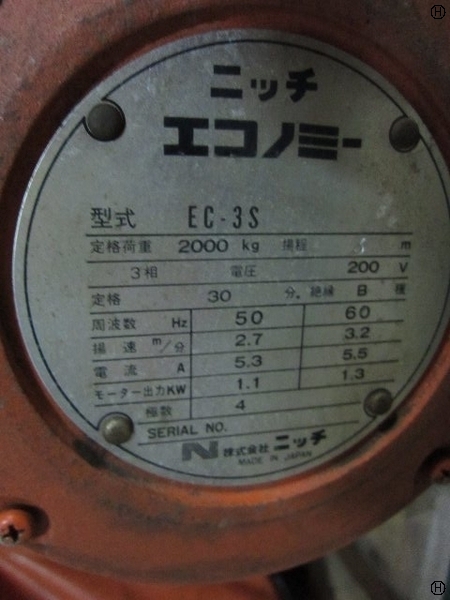 ニッチ
エコノミー
型式 EC-3S
定格荷重 2000 kg 揚程 m
3相 電圧 200 V
定格 30 分. 絶縁 B 種
周波数 Hz 50 60
揚速 m/分 2.7 3.2
電流 A 5.3 5.5
モーター出力KW 1.1 1.3
極数 4
SERIAL NO.
N 株式会社 ニッチ
MADE IN JAPAN